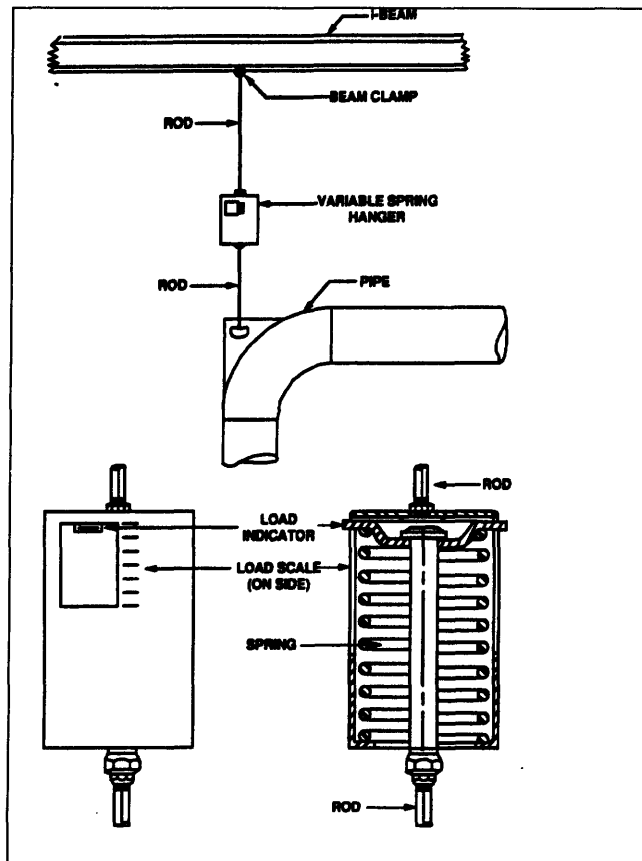 I-BEAM
BEAM CLAMP
ROD
VARIABLE SPRING
HANGER
ROD
PIPE
ROD
LOAD
INDICATOR
LOAD SCALE
(ON SIDE)
SPRING
ROD